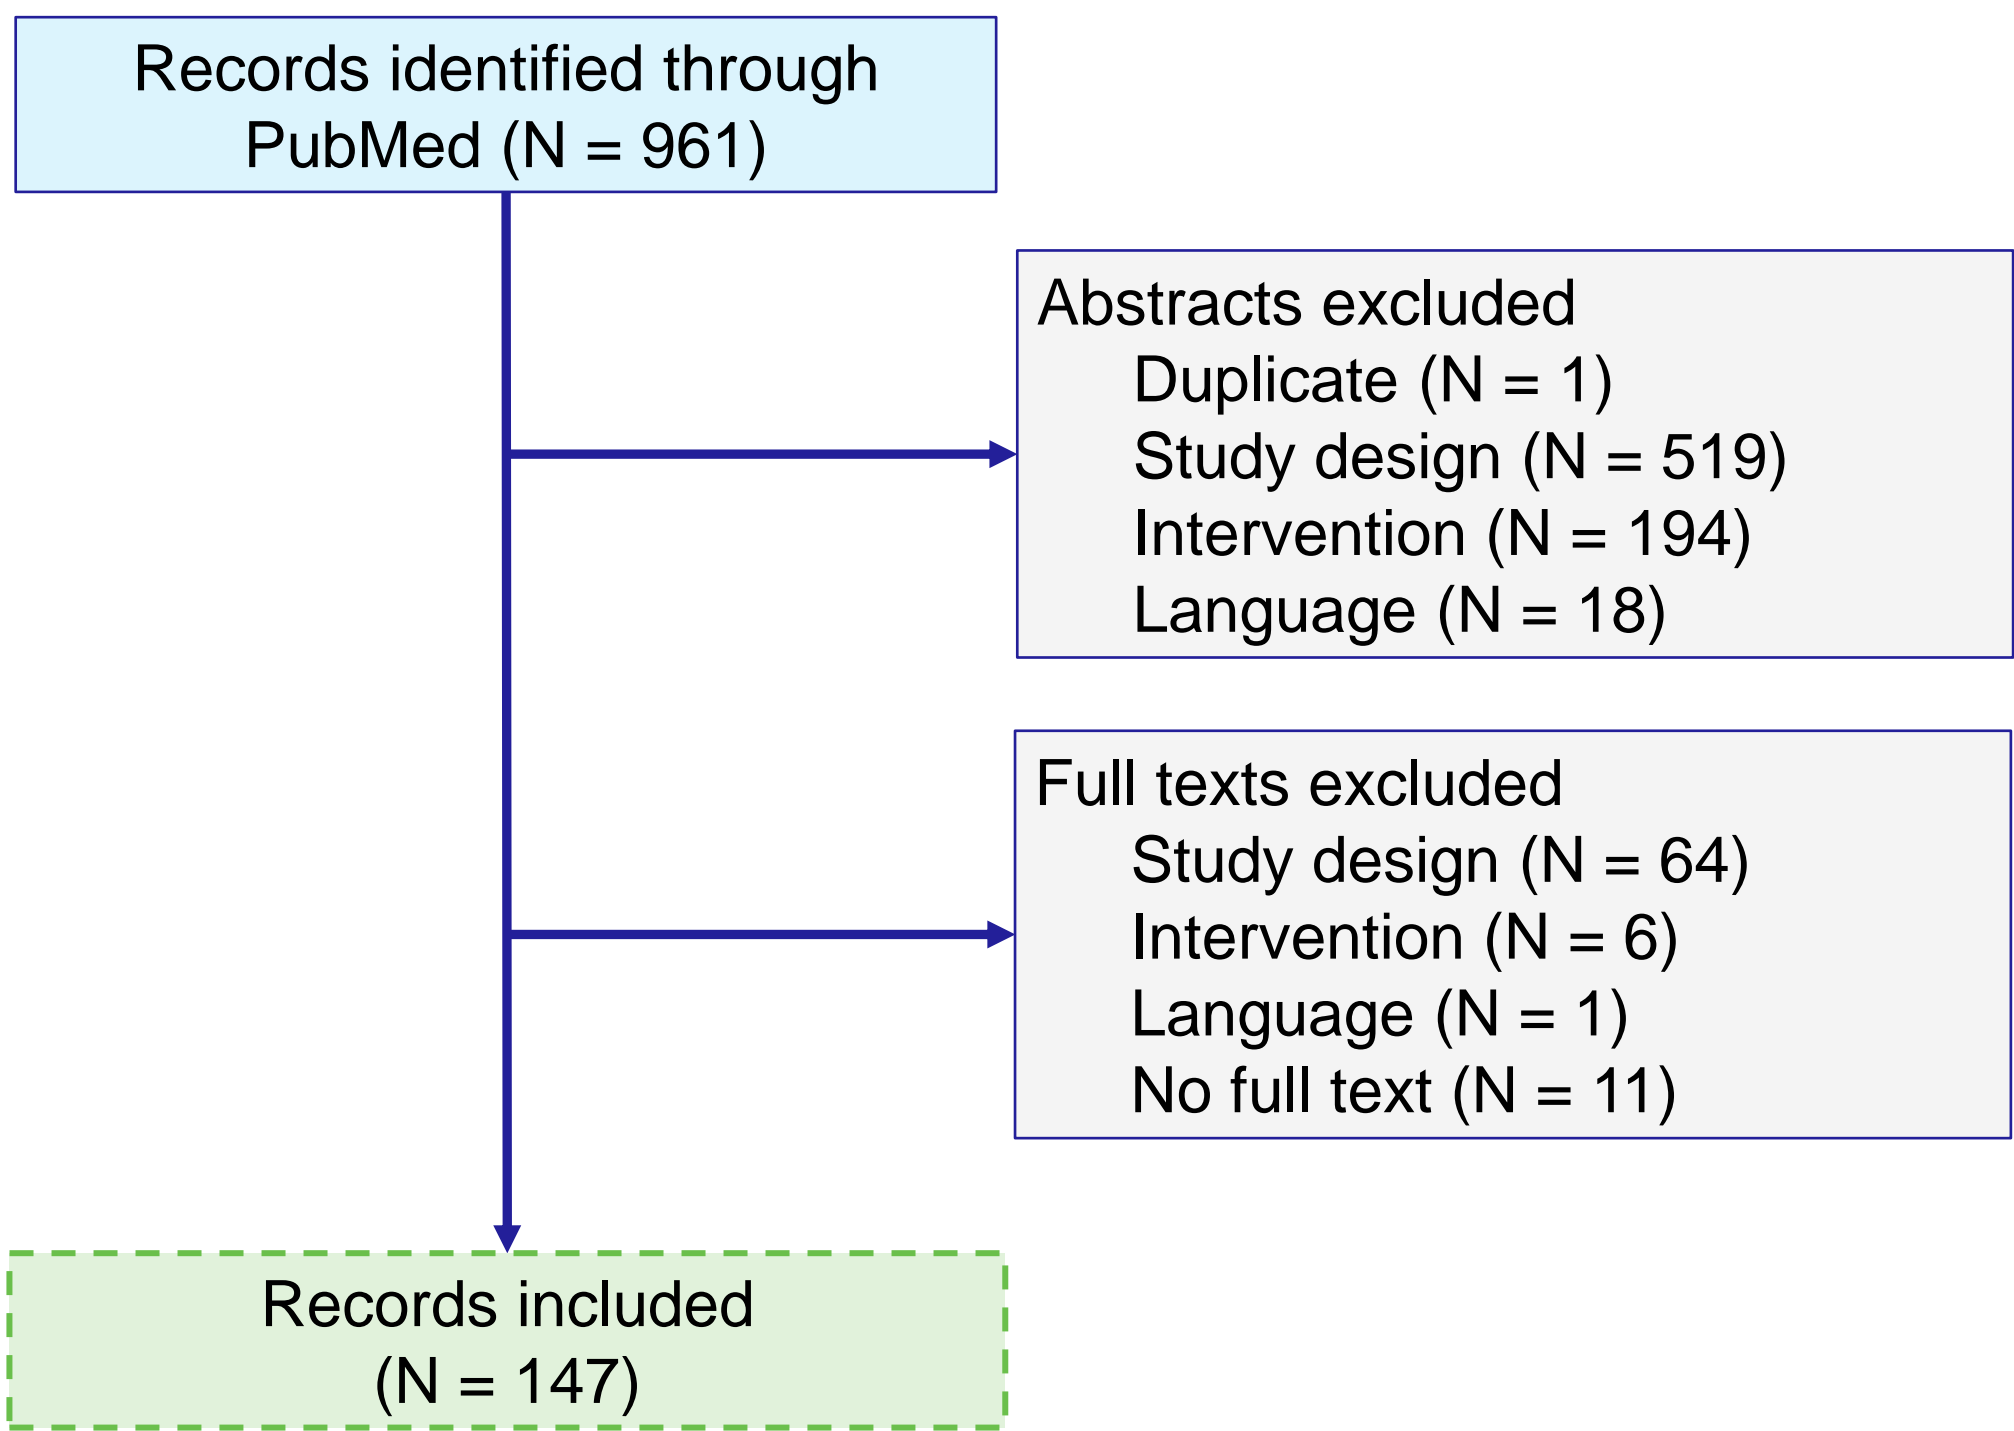 Records identified through
PubMed (N = 961)
Abstracts excluded
Duplicate (N = 1)
Study design (N = 519)
Intervention (N = 194)
Language (N = 18)
Full texts excluded
Study design (N = 64)
Intervention (N = 6)
Language (N = 1)
No full text (N = 11)
Records included
(N = 147)